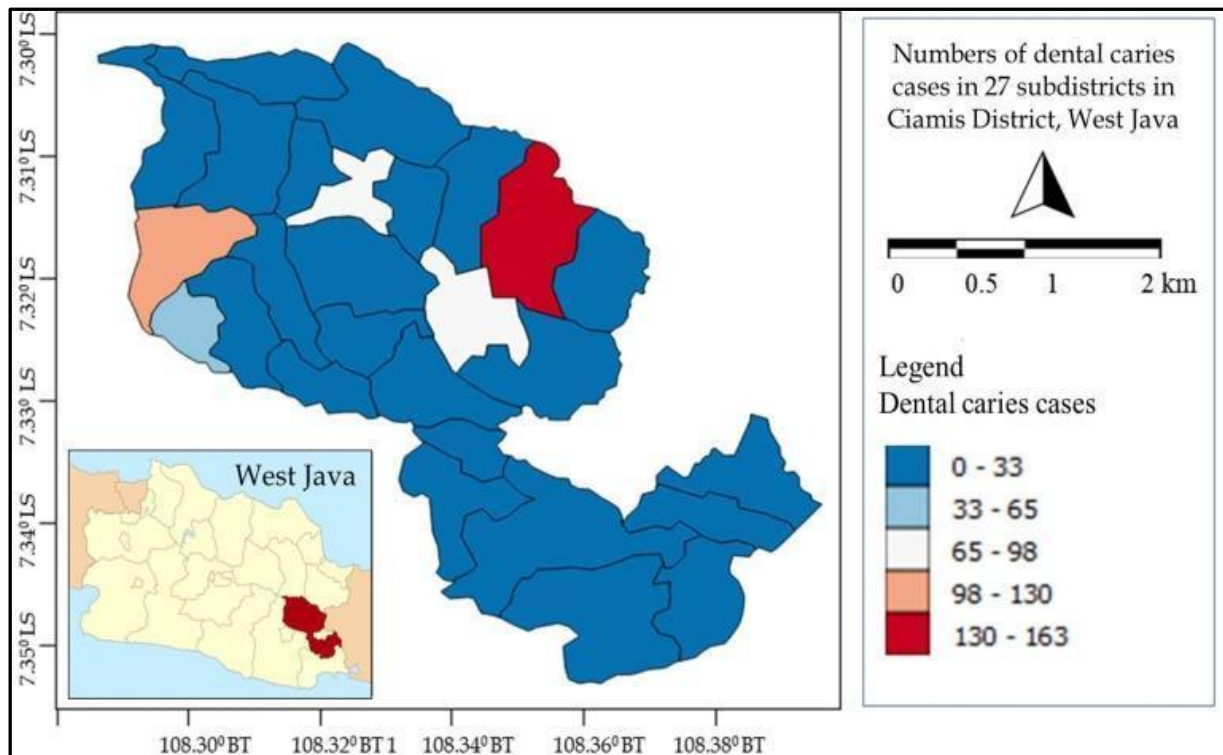 7.30⁰LS
7.31⁰LS
7.32⁰LS
7.33⁰LS
7.34⁰LS
7.35⁰LS
West Java
108.30⁰BT
108.32⁰BT 1
108.34⁰BT
108.36⁰BT
108.38⁰BT
Numbers of dental caries
cases in 27 subdistricts in
Ciamis District, West Java
0 0.5 1 2 km
Legend
Dental caries cases
0 - 33
33 - 65
65 - 98
98 - 130
130 - 163